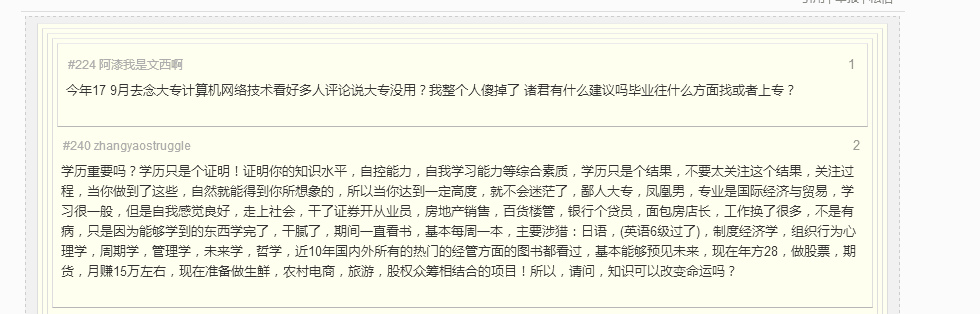 #224 阿漆我是文西啊 1
今年17 9月去念大专计算机网络技术看好多人评论说大专没用？我整个人傻掉了 诸君有什么建议吗毕业往什么方面找或者上专？
#240 zhangyaostruggle 2
学历重要吗？学历只是个证明！证明你的知识水平，自控能力，自我学习能力等综合素质，学历只是个结果，不要太关注这个结果，关注过
程，当你做到了这些，自然就能得到你所想象的，所以当你达到一定高度，就不会迷茫了，鄙人大专，凤凰男，专业是国际经济与贸易，学
习很一般，但是自我感觉良好，走上社会，干了证券开从业员，房地产销售，百货楼管，银行个贷员，面包房店长，工作换了很多，不是有
病，只是因为能够学到的东西学完了，干腻了，期间一直看书，基本每周一本，主要涉猎：日语，(英语6级过了)，制度经济学，组织行为心
理学，周期学，管理学，未来学，哲学，近10年国内外所有的热门的经管方面的图书都看过，基本能够预见未来，现在年方28，做股票，期
货，月赚15万左右，现在准备做生鲜，农村电商，旅游，股权众筹相结合的项目！所以，请问，知识可以改变命运吗？